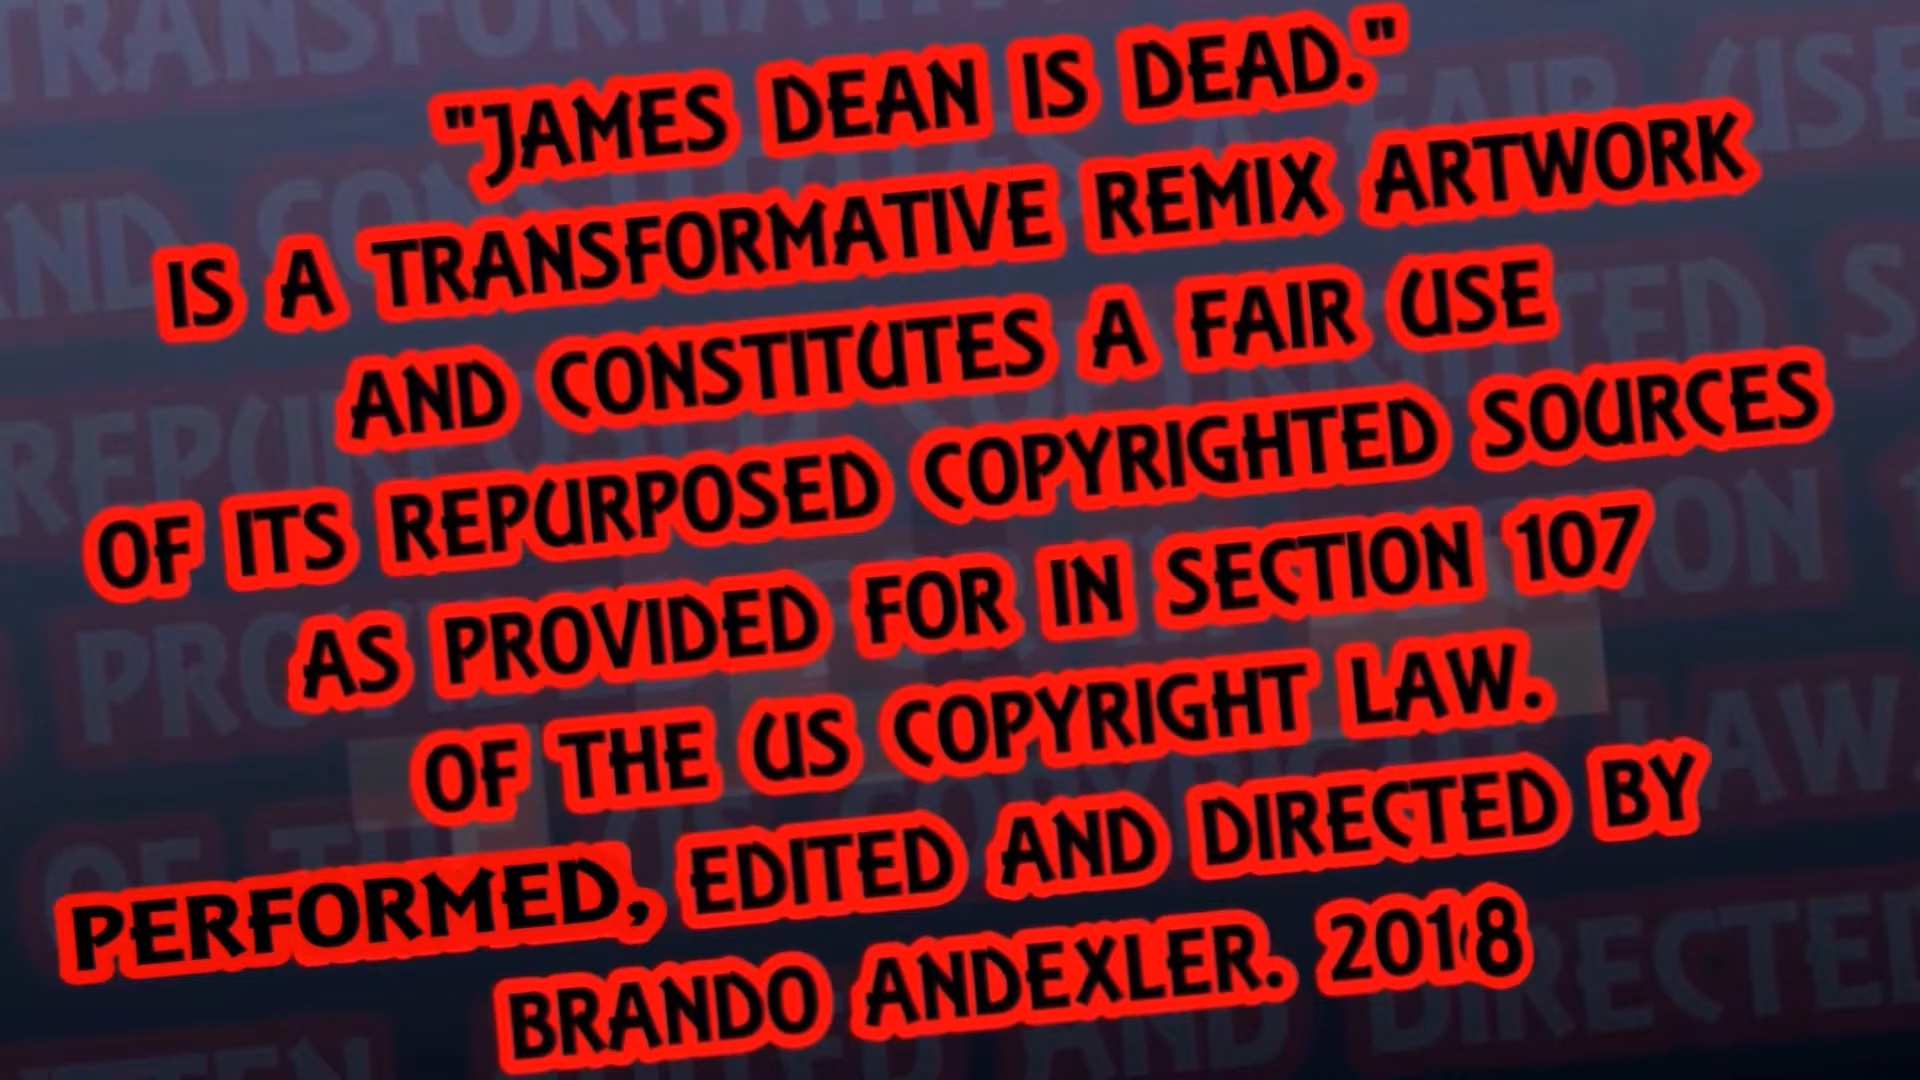 "JAMES DEAN IS DEAD."
IS A TRANSFORMATIVE REMIX ARTWORK
AND CONSTITUTES A FAIR USE
OF ITS REPURPOSED COPYRIGHTED SOURCES
AS PROVIDED FOR IN SECTION 107
OF THE US COPYRIGHT LAW.
PERFORMED, EDITED AND DIRECTED BY
BRANDO ANDEXLER. 2018